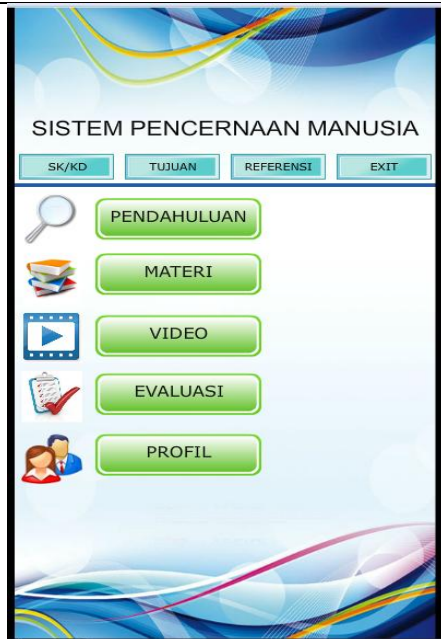 SISTEM PENCERNAAN MANUSIA
SK/KD TUJUAN REFERENSI EXIT
PENDAHULUAN
MATERI
VIDEO
EVALUASI
PROFIL